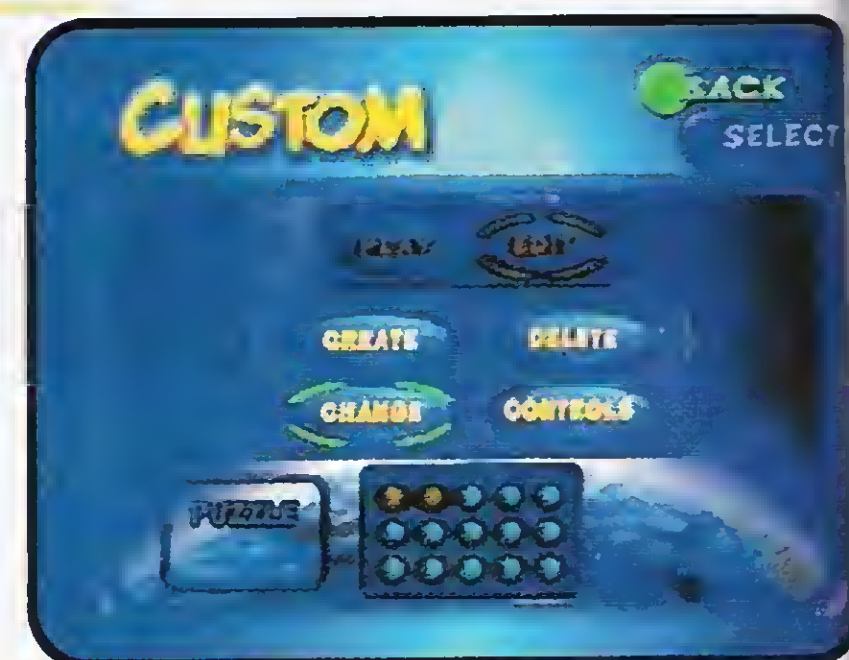 CUSTOM
BACK
SELECT
CREATE DELETE
CHANGE CONTROLS
PUZZLE